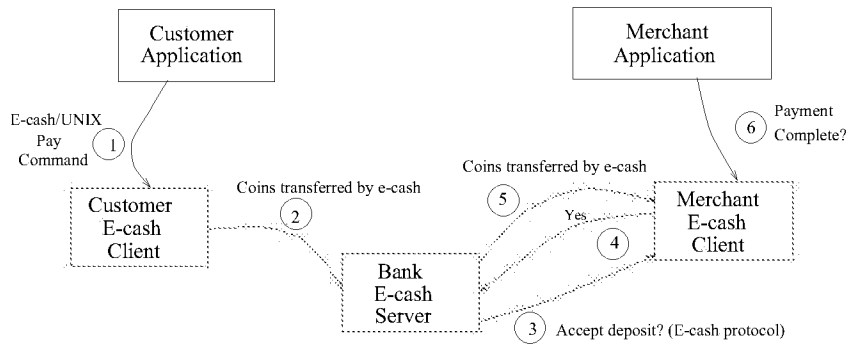 Customer
Application
Merchant
Application
E-cash/UNIX
Pay
Command
1
6
Payment
Complete?
Coins transferred by e-cash
2
Coins transferred by e-cash
5
Customer
E-cash
Client
Yes
4
Merchant
E-cash
Client
Bank
E-cash
Server
3
Accept deposit? (E-cash protocol)